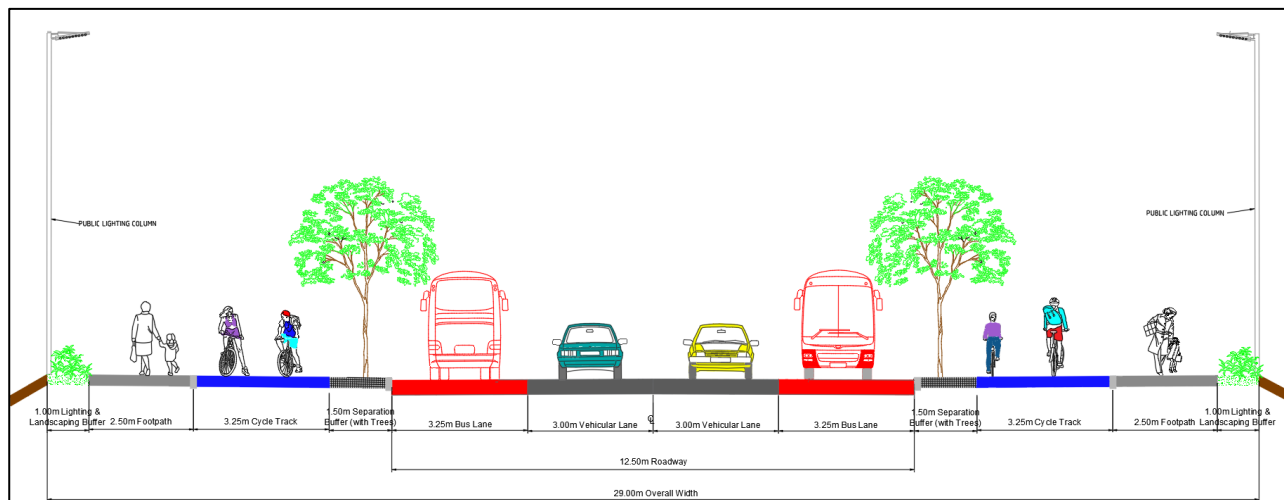 PUBLIC LIGHTING COLUMN
PUBLIC LIGHTING COLUMN
1.00m Lighting &
Landscaping Buffer
2.50m Footpath
3.25m Cycle Track
1.50m Separation
Buffer (with Trees)
3.25m Bus Lane
3.00m Vehicular Lane
3.00m Vehicular Lane
3.25m Bus Lane
1.50m Separation
Buffer (with Trees)
3.25m Cycle Track
2.50m Footpath
1.00m Lighting &
Landscaping Buffer
12.50m Roadway
29.00m Overall Width